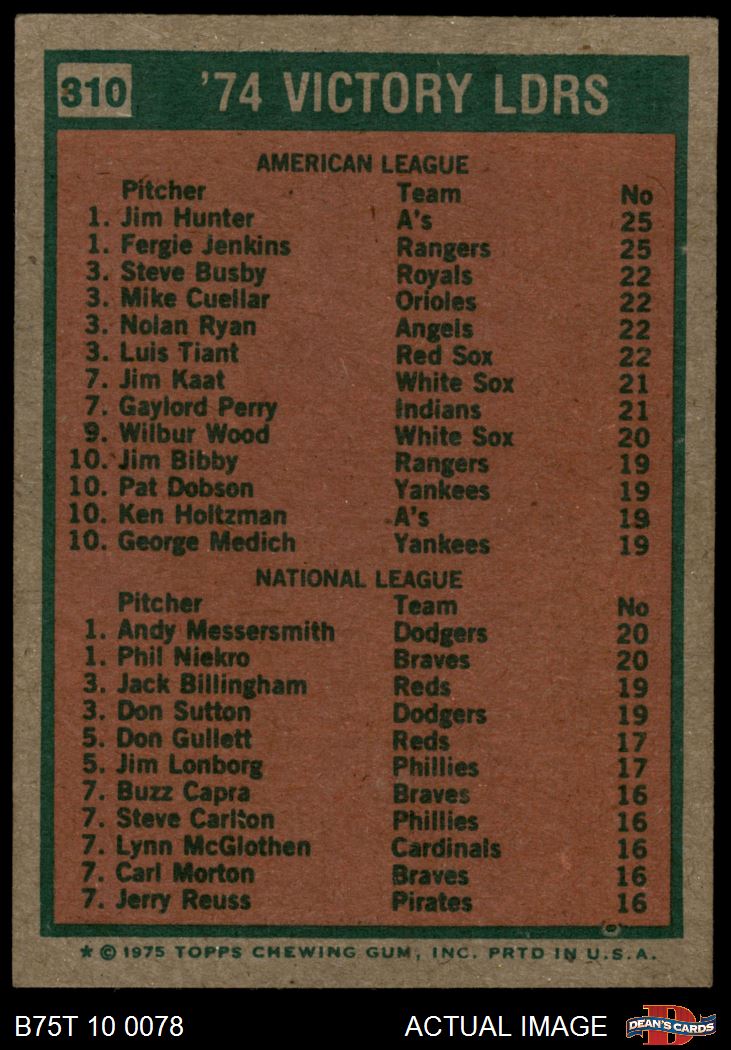 310 '74 VICTORY LDRS
AMERICAN LEAGUE
Pitcher Team No
1. Jim Hunter A's 25
1. Fergie Jenkins Rangers 25
3. Steve Busby Royals 22
3. Mike Cuellar Orioles 22
3. Nolan Ryan Angels 22
3. Luis Tiant Red Sox 22
7. Jim Kaat White Sox 21
7. Gaylord Perry Indians 21
9. Wilbur Wood White Sox 20
10. Jim Bibby Rangers 19
10. Pat Dobson Yankees 19
10. Ken Holtzman A's 19
10. George Medich Yankees 19
NATIONAL LEAGUE
Pitcher Team No
1. Andy Messersmith Dodgers 20
1. Phil Niekro Braves 20
3. Jack Billingham Reds 19
3. Don Sutton Dodgers 19
5. Don Gullett Reds 17
5. Jim Lonborg Phillies 17
7. Buzz Capra Braves 16
7. Steve Carlton Phillies 16
7. Lynn McGlothen Cardinals 16
7. Carl Morton Braves 16
7. Jerry Reuss Pirates 16
* © 1975 TOPPS CHEWING GUM, INC. PRTD IN U.S.A.
B75T 10 0078 ACTUAL IMAGE D DEAN'S CARDS